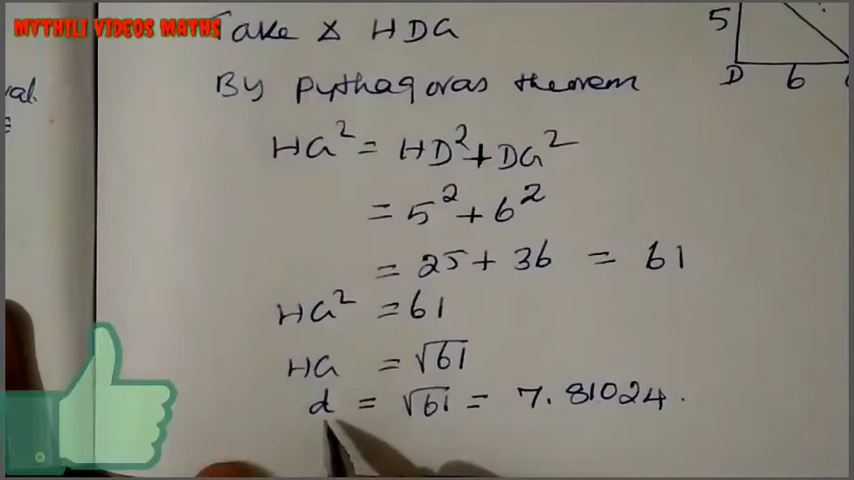 MYTHILI VIDEOS MATHS
Take △ HDG
By Pythagoras theorem
HG² = HD² + DG²
= 5² + 6²
= 25 + 36 = 61
HG² = 61
HG = √61
d = √61 = 7.81024.
5
D 6